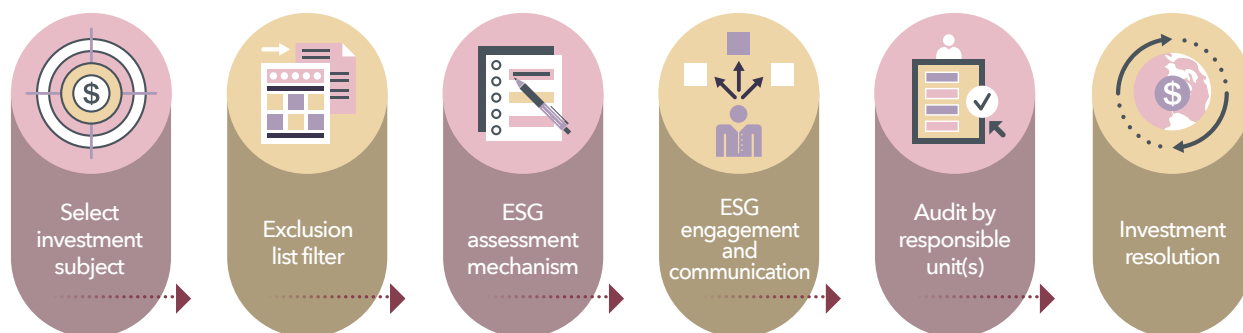 $
Select
investment
subject
Exclusion
list filter
ESG
assessment
mechanism
ESG
engagement
and
communication
Audit by
responsible
unit(s)
$
Investment
resolution